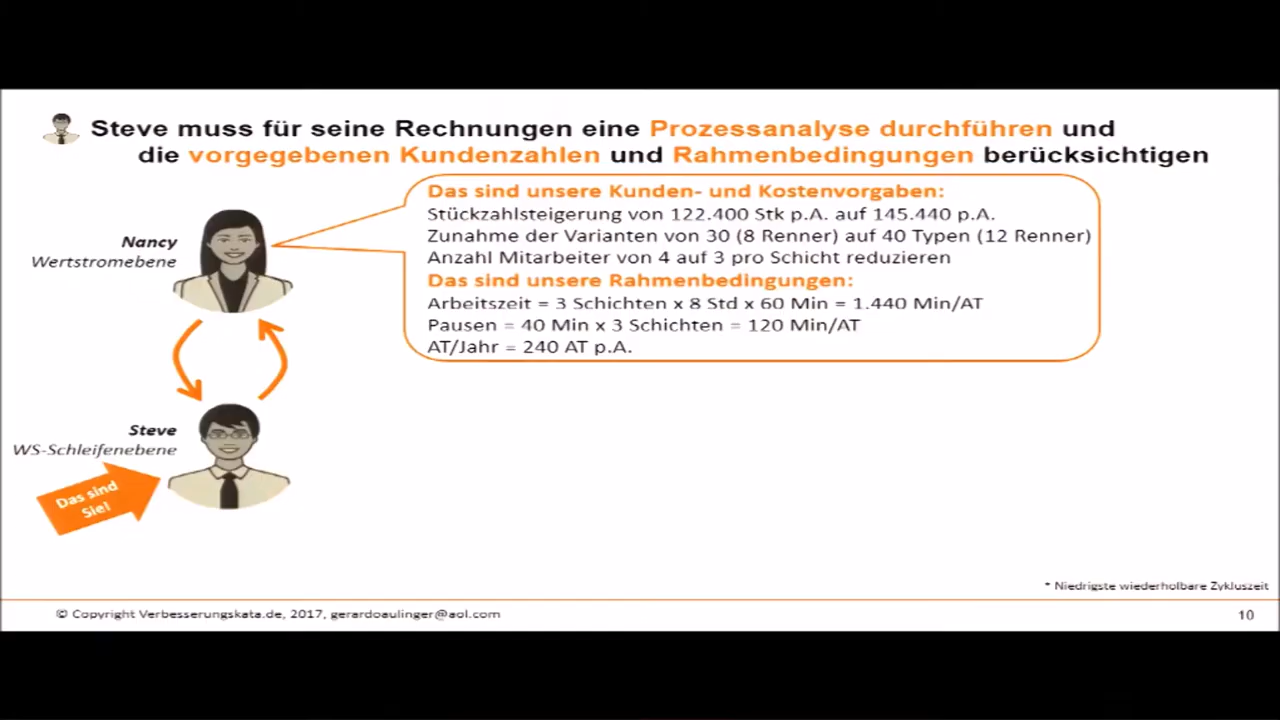 Steve muss für seine Rechnungen eine Prozessanalyse durchführen und
die vorgegebenen Kundenzahlen und Rahmenbedingungen berücksichtigen
Das sind unsere Kunden- und Kostenvorgaben:
Stückzahlsteigerung von 122.400 Stk p.A. auf 145.440 p.A.
Zunahme der Varianten von 30 (8 Renner) auf 40 Typen (12 Renner)
Anzahl Mitarbeiter von 4 auf 3 pro Schicht reduzieren
Das sind unsere Rahmenbedingungen:
Arbeitszeit = 3 Schichten x 8 Std x 60 Min = 1.440 Min/AT
Pausen = 40 Min x 3 Schichten = 120 Min/AT
AT/Jahr = 240 AT p.A.
Nancy
Wertstromebene
Steve
WS-Schleifenebene
Das sind
Sie!
* Niedrigste wiederholbare Zykluszeit
© Copyright Verbesserungskata.de, 2017, gerardoaulinger@aol.com
10